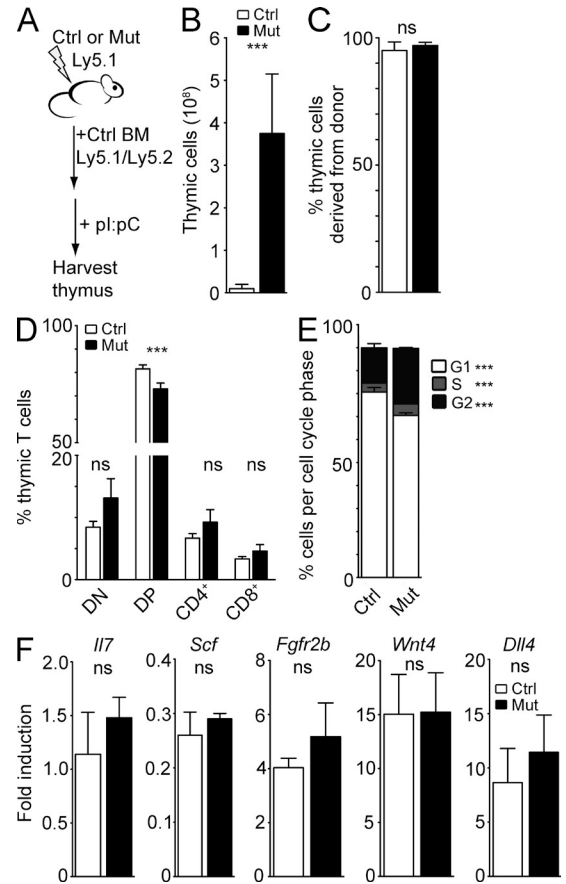 A
Ctrl or Mut
Ly5.1
+Ctrl BM
Ly5.1/Ly5.2
+ pI:pC
Harvest
thymus
B
Ctrl
Mut
***
Thymic cells (10⁸)
6
5
4
3
2
1
0
C
ns
% thymic cells
derived from donor
100
50
0
D
Ctrl
Mut
% thymic T cells
100
50
20
10
0
ns
***
ns
ns
DN
DP
CD4⁺
CD8⁺
E
% cells per cell cycle phase
100
50
0
G1 ***
S ***
G2 ***
Ctrl
Mut
F
Fold induction
Il7
ns
2.0
1.5
1.0
0.5
0
Scf
ns
0.6
0.4
0.2
0
Fgfr2b
ns
8
6
4
2
0
Wnt4
ns
20
15
10
5
0
Dll4
ns
Ctrl
Mut
20
15
10
5
0